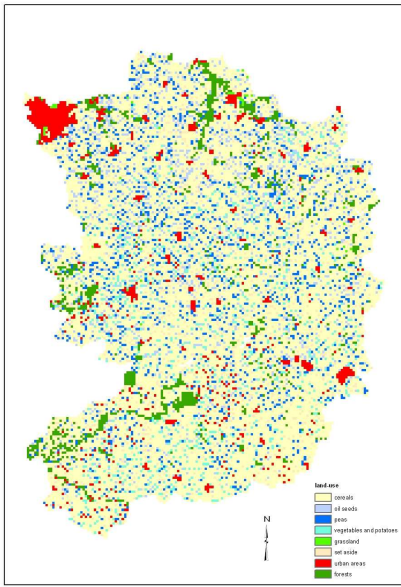 N
land-use
cereals
oil seeds
peas
vegetables and potatoes
grassland
set aside
urban areas
forests